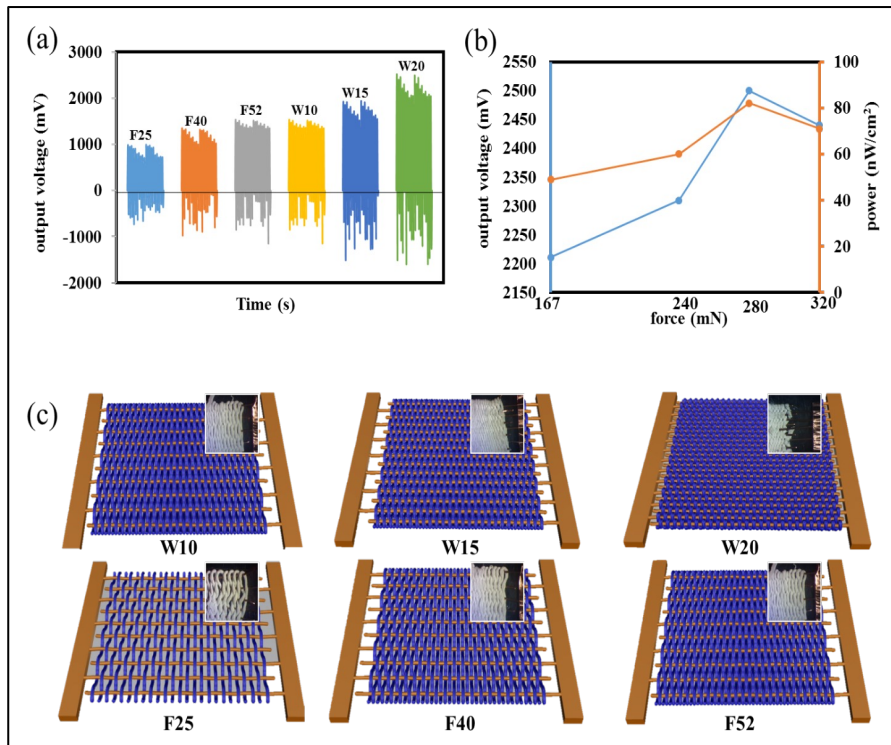 (a)
3000
2000
1000
0
-1000
-2000
output voltage (mV)
F25
F40
F52
W10
W15
W20
Time (s)
(b)
2550
2500
2450
2400
2350
2300
2250
2200
2150
output voltage (mV)
100
80
60
40
20
0
power (nW/cm²)
167 240 280 320
force (mN)
(c)
W10 W15 W20
F25 F40 F52